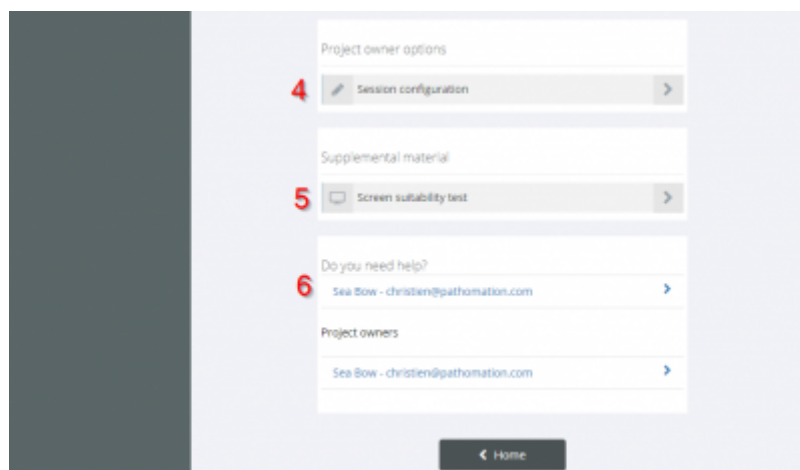 Project owner options
4 Session configuration
Supplemental material
5 Screen suitability test
Do you need help?
6 Sea Bow - christien@pathomation.com
Project owners
Sea Bow - christien@pathomation.com
Home